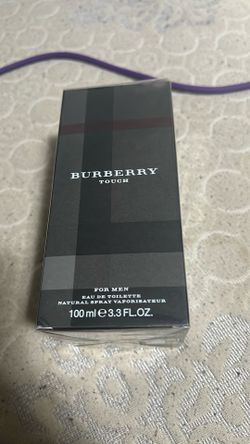 BURBERRY
TOUCH
FOR MEN
EAU DE TOILETTE
NATURAL SPRAY VAPORISATEUR
100 ml ℮ 3.3 FL.OZ.